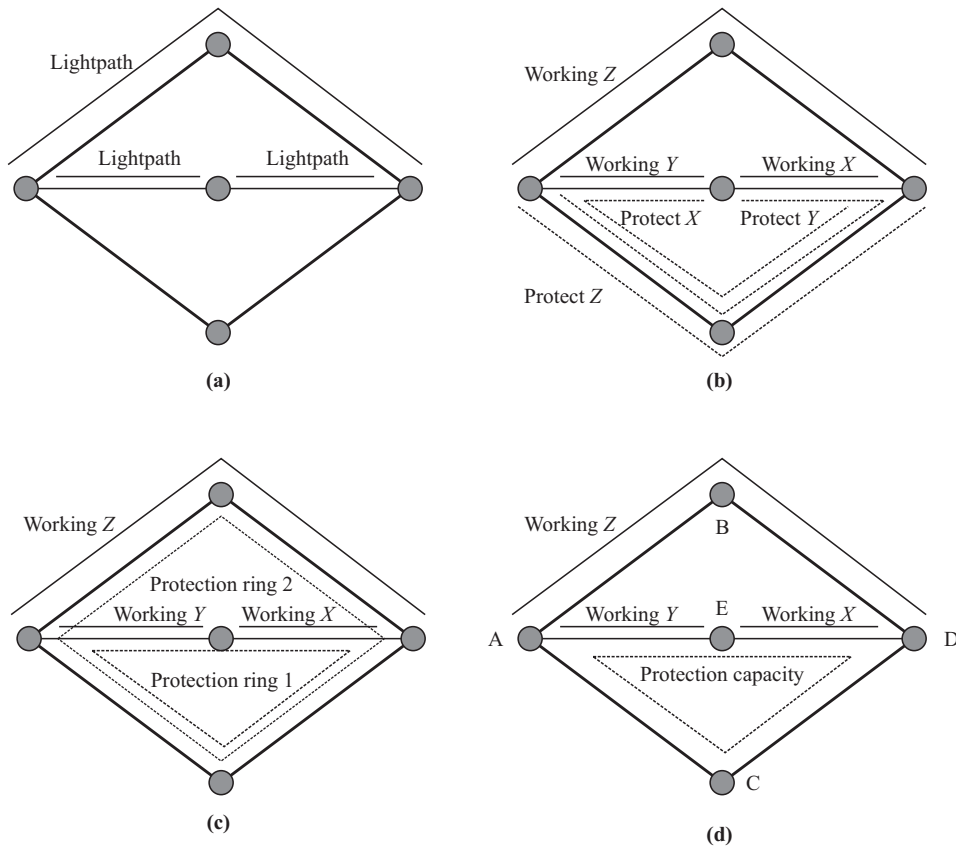 Lightpath
Lightpath Lightpath
(a)
Working Z
Working Y Working X
Protect X Protect Y
Protect Z
(b)
Working Z
Protection ring 2
Working Y Working X
Protection ring 1
(c)
Working Z
B
Working Y E Working X
A D
Protection capacity
C
(d)